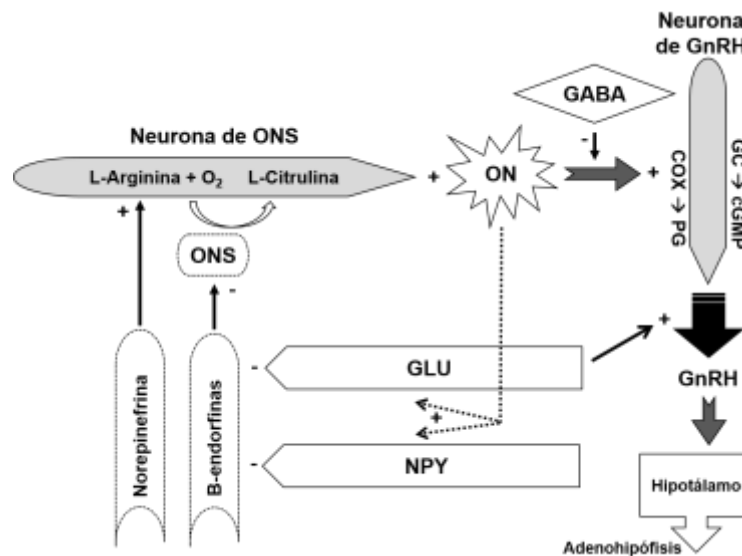 Neurona
de GnRH
GABA
-
Neurona de ONS
L-Arginina + O2 L-Citrulina
+
ON
+
COX → PG
GC → cGMP
+
ONS
-
+
Norepinefrina
B-endorfinas
-
GLU
GnRH
+
-
NPY
Hipotálamo
Adenohipófisis